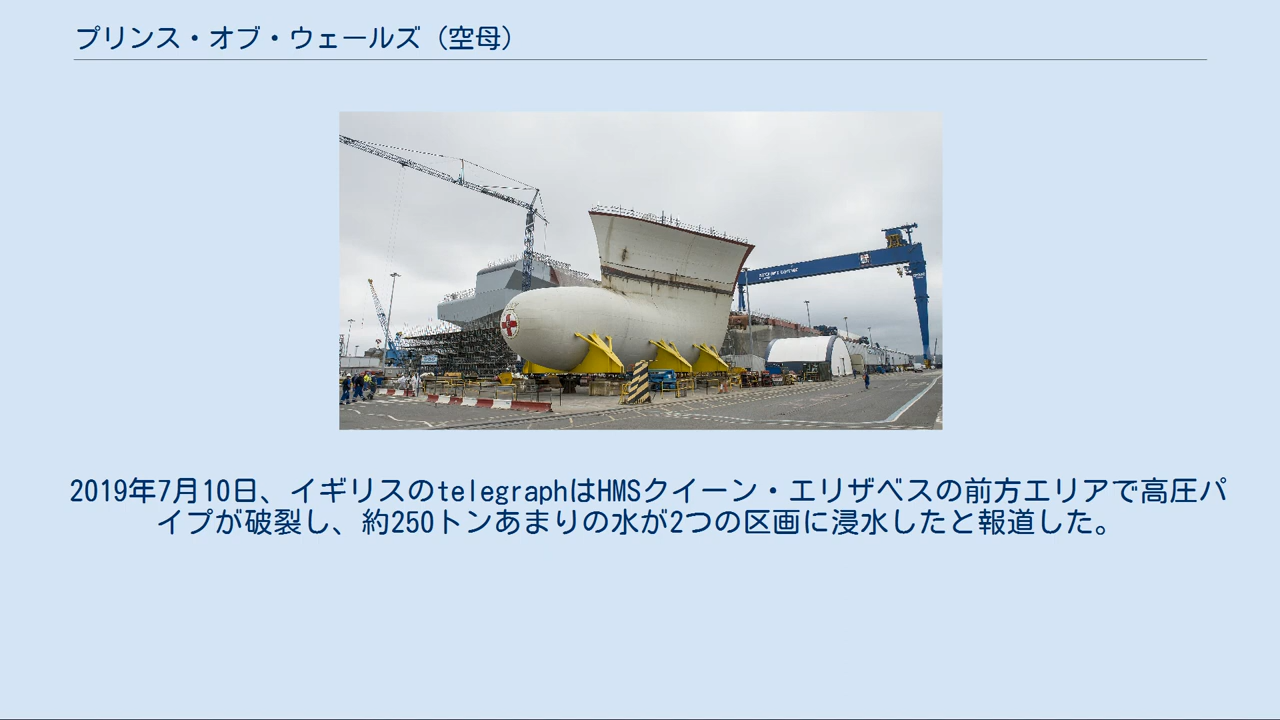 プリンス・オブ・ウェールズ（空母）
2019年7月10日、イギリスのtelegraphはHMSクイーン・エリザベスの前方エリアで高圧パ
イプが破裂し、約250トンあまりの水が2つの区画に浸水したと報道した。